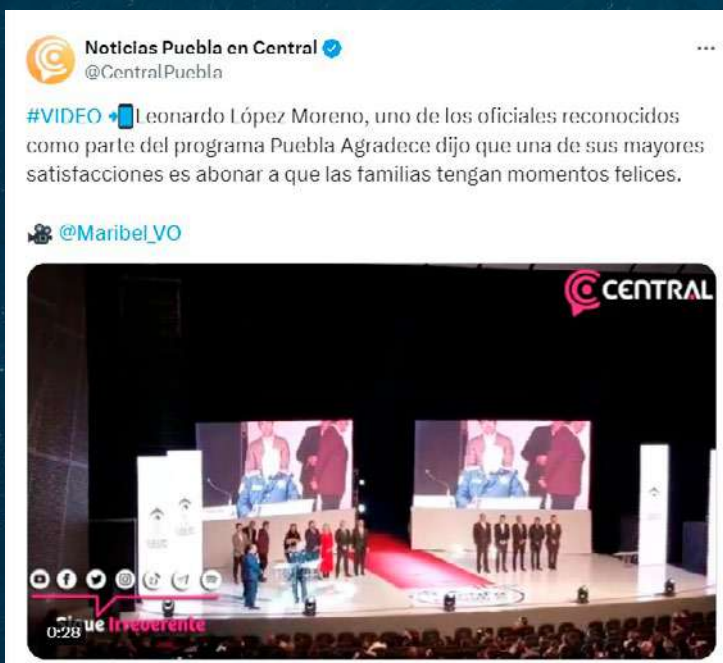 Noticias Puebla en Central
@CentralPuebla
#VIDEO Leonardo López Moreno, uno de los oficiales reconocidos
como parte del programa Puebla Agradece dijo que una de sus mayores
satisfacciones es abonar a que las familias tengan momentos felices.
@Maribel_VO
CENTRAL
Sigue Irreverente
0:28